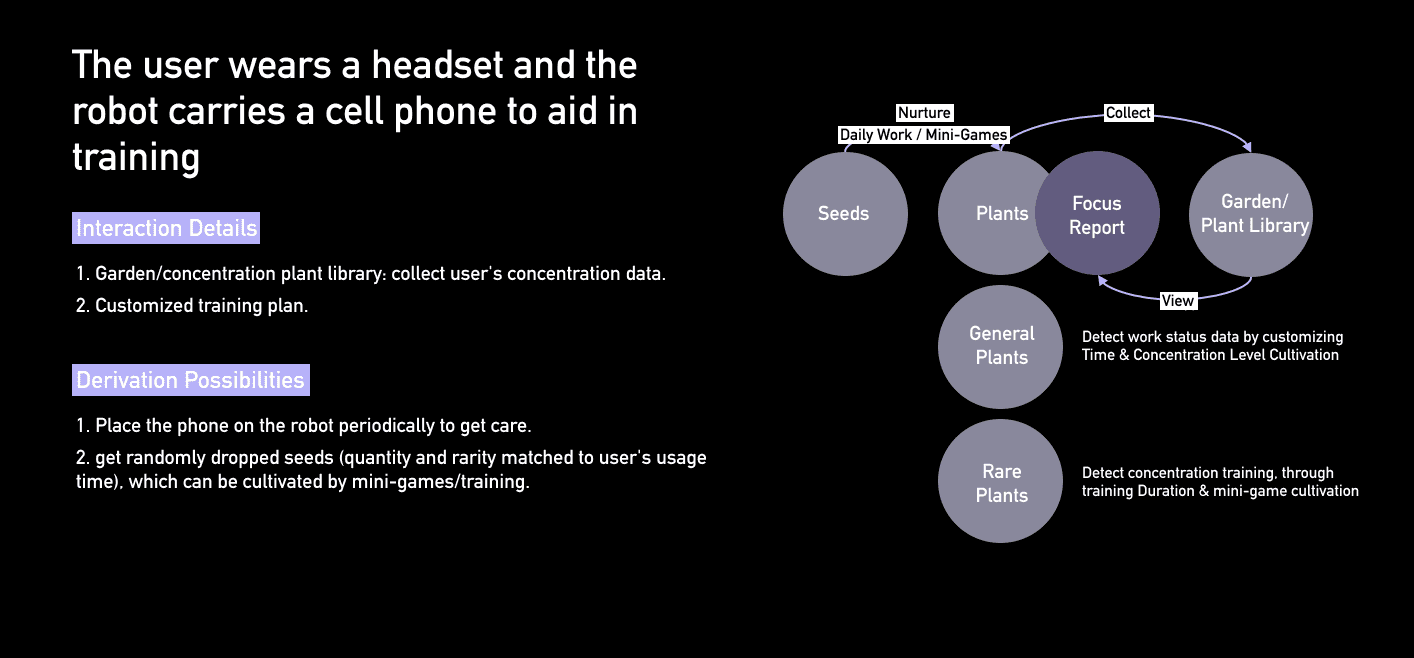 The user wears a headset and the
robot carries a cell phone to aid in
training
Interaction Details
1. Garden/concentration plant library: collect user's concentration data.
2. Customized training plan.
Derivation Possibilities
1. Place the phone on the robot periodically to get care.
2. get randomly dropped seeds (quantity and rarity matched to user's usage
time), which can be cultivated by mini-games/training.
Nurture
Daily Work / Mini-Games
Collect
Seeds
Plants
Focus
Report
Garden/
Plant Library
View
General
Plants
Detect work status data by customizing
Time & Concentration Level Cultivation
Rare
Plants
Detect concentration training, through
training Duration & mini-game cultivation